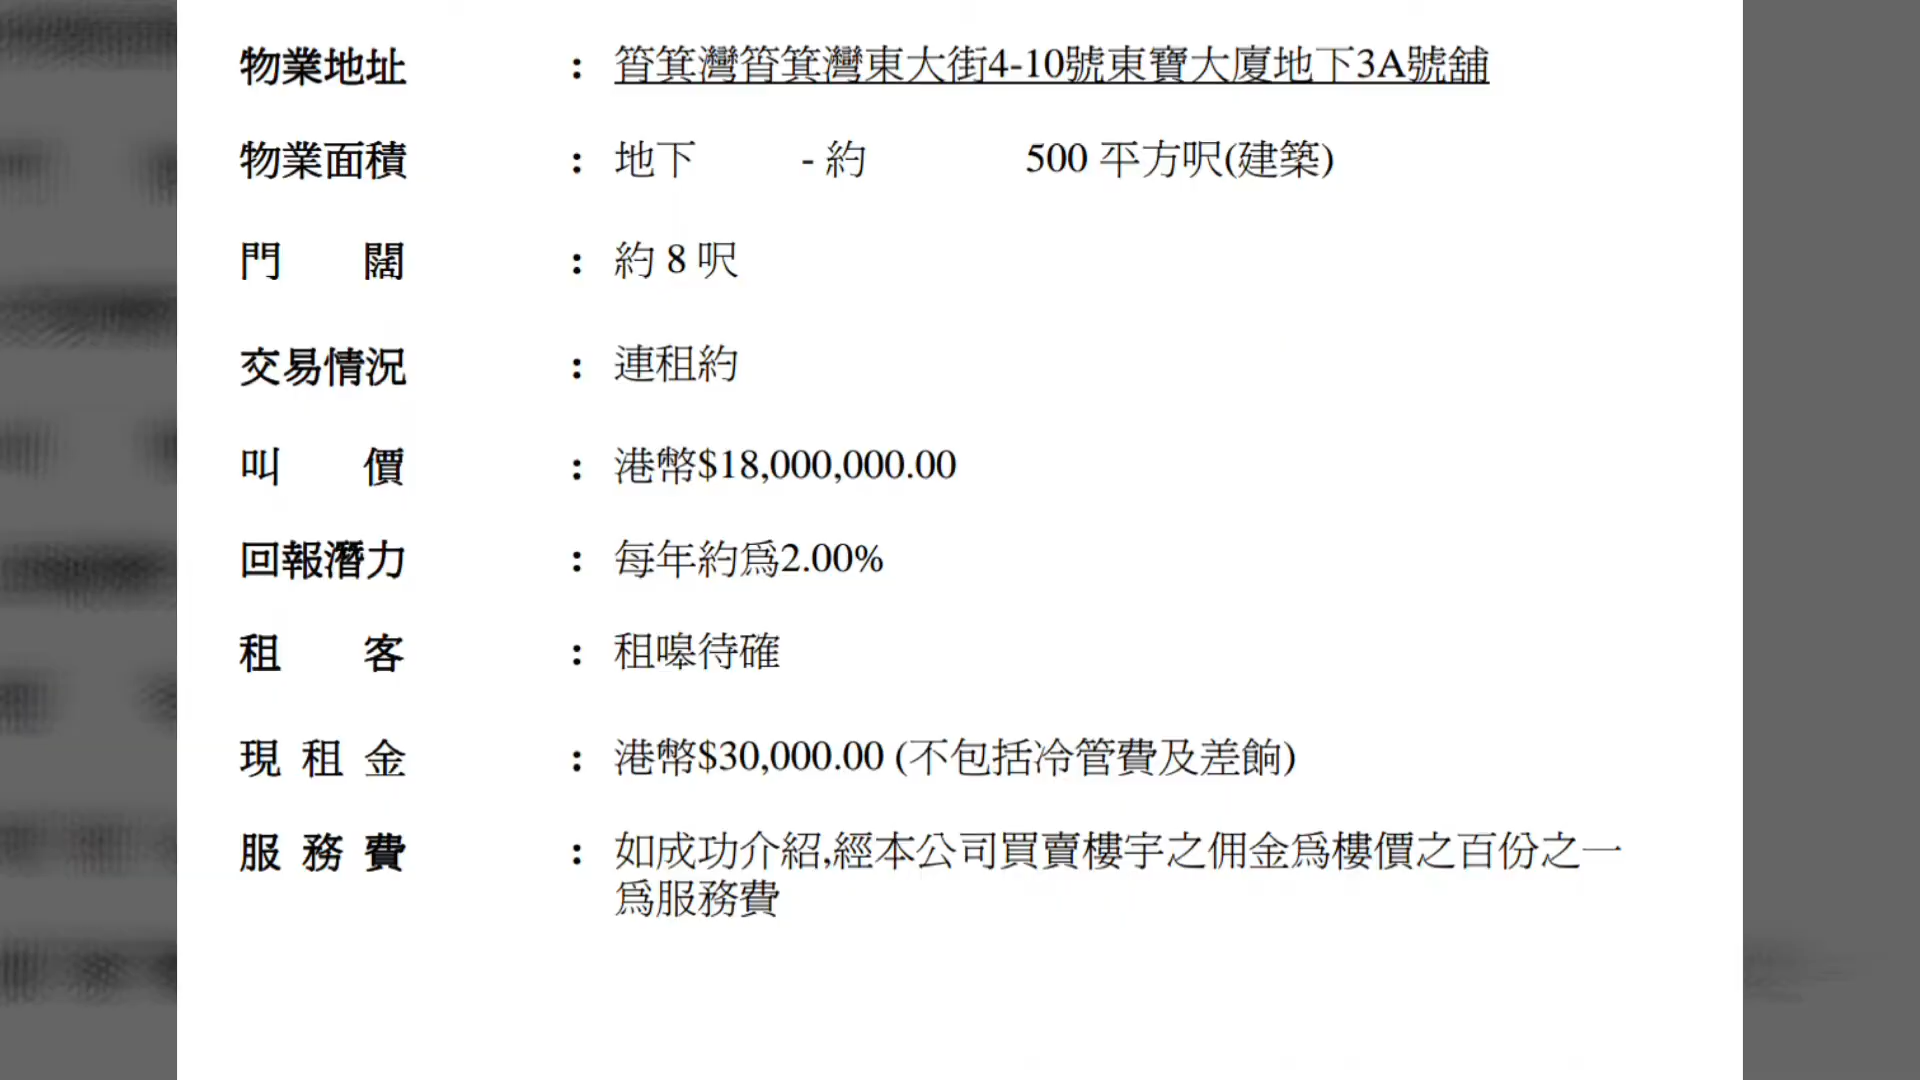 物業地址 : 筲箕灣筲箕灣東大街4-10號東寶大廈地下3A號舖
物業面積 : 地下 - 約 500 平方呎(建築)
門 闊 : 約 8 呎
交易情況 : 連租約
叫 價 : 港幣$18,000,000.00
回報潛力 : 每年約為2.00%
租 客 : 租嘷待確
現 租 金 : 港幣$30,000.00 (不包括冷管費及差餉)
服 務 費 : 如成功介紹,經本公司買賣樓宇之佣金為樓價之百份之一
為服務費